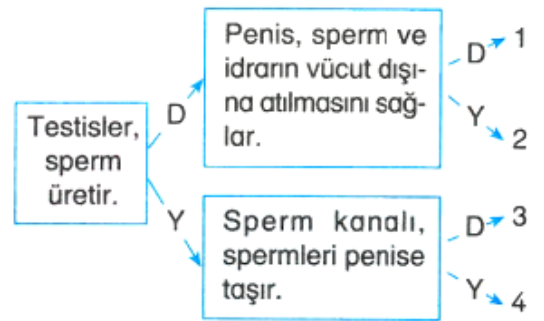 Testisler,
sperm
üretir.
D
Y
Penis, sperm ve
idrarın vücut dışı-
na atılmasını sağ-
lar.
D 1
Y 2
Sperm kanalı,
spermleri penise
taşır.
D 3
Y 4